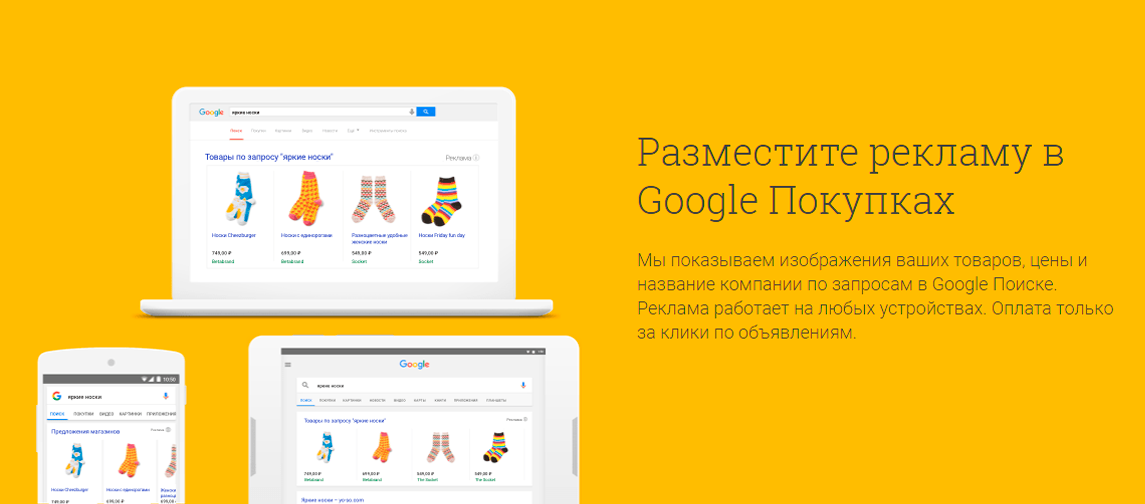 Разместите рекламу в
Google Покупках
Мы показываем изображения ваших товаров, цены и
название компании по запросам в Google Поиске.
Реклама работает на любых устройствах. Оплата только
за клики по объявлениям.
Google яркие носки
Поиск Покупки Картинки Видео Новости Ещё Инструменты поиска
Товары по запросу "яркие носки" Реклама
Носки Cheezburger Носки с единорогами Разноцветные удобные Носки Friday fun day
женские носки
749,00 ₽ 699,00 ₽ 549,00 ₽ 549,00 ₽
Betabrand Betabrand Socket Socket
10:50
яркие носки
ПОИСК ПОКУПКИ ВИДЕО КАРТИНКИ ПРИЛОЖЕНИЯ
Предложения магазинов Реклама
Носки Cheezburger Носки с единорогами
749,00 ₽ 699,00 ₽
Google
яркие носки
ПОИСК ПОКУПКИ КАРТИНКИ НОВОСТИ ВИДЕО КАРТЫ КНИГИ ПРИЛОЖЕНИЯ ПЛАНШЕТЫ
Товары по запросу "яркие носки" Реклама
749,00 ₽ 699,00 ₽ 549,00 ₽ 549,00 ₽
Betabrand Betabrand The Socket The Socket
Яркие носки – yo-so.com